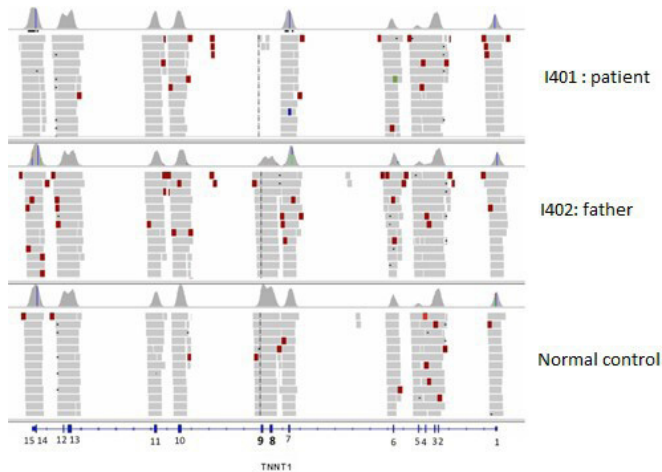 I401 : patient
I402: father
Normal control
15 14 12 13 11 10 9 8 7 6 5 4 3 2 1
TNNT1